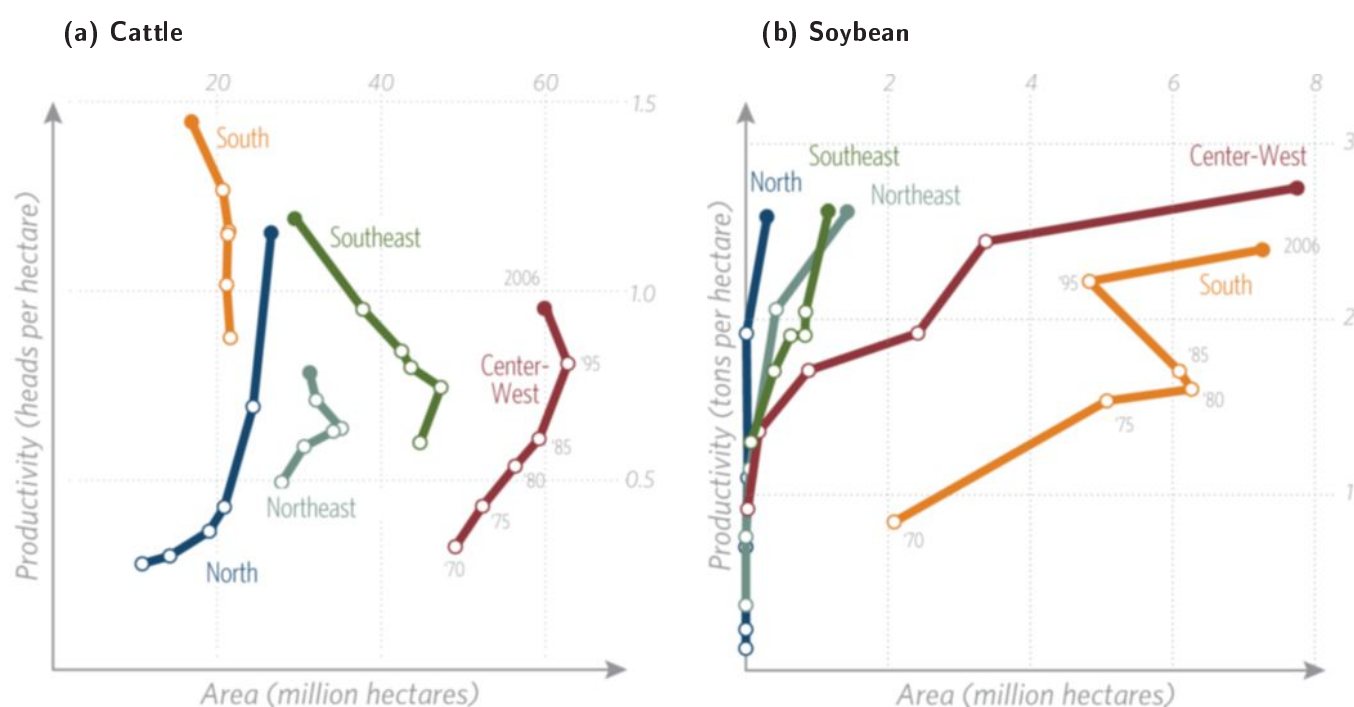 (a) Cattle
20 40 60
1.5
South
Southeast
2006
1.0
Center-
West
'95
'85
'80
0.5
Northeast
'75
North
'70
Productivity (heads per hectare)
Area (million hectares)
(b) Soybean
2 4 6 8
3
Southeast
Center-West
North
Northeast
2006
'95
South
2
'85
'80
'75
1
'70
Productivity (tons per hectare)
Area (million hectares)